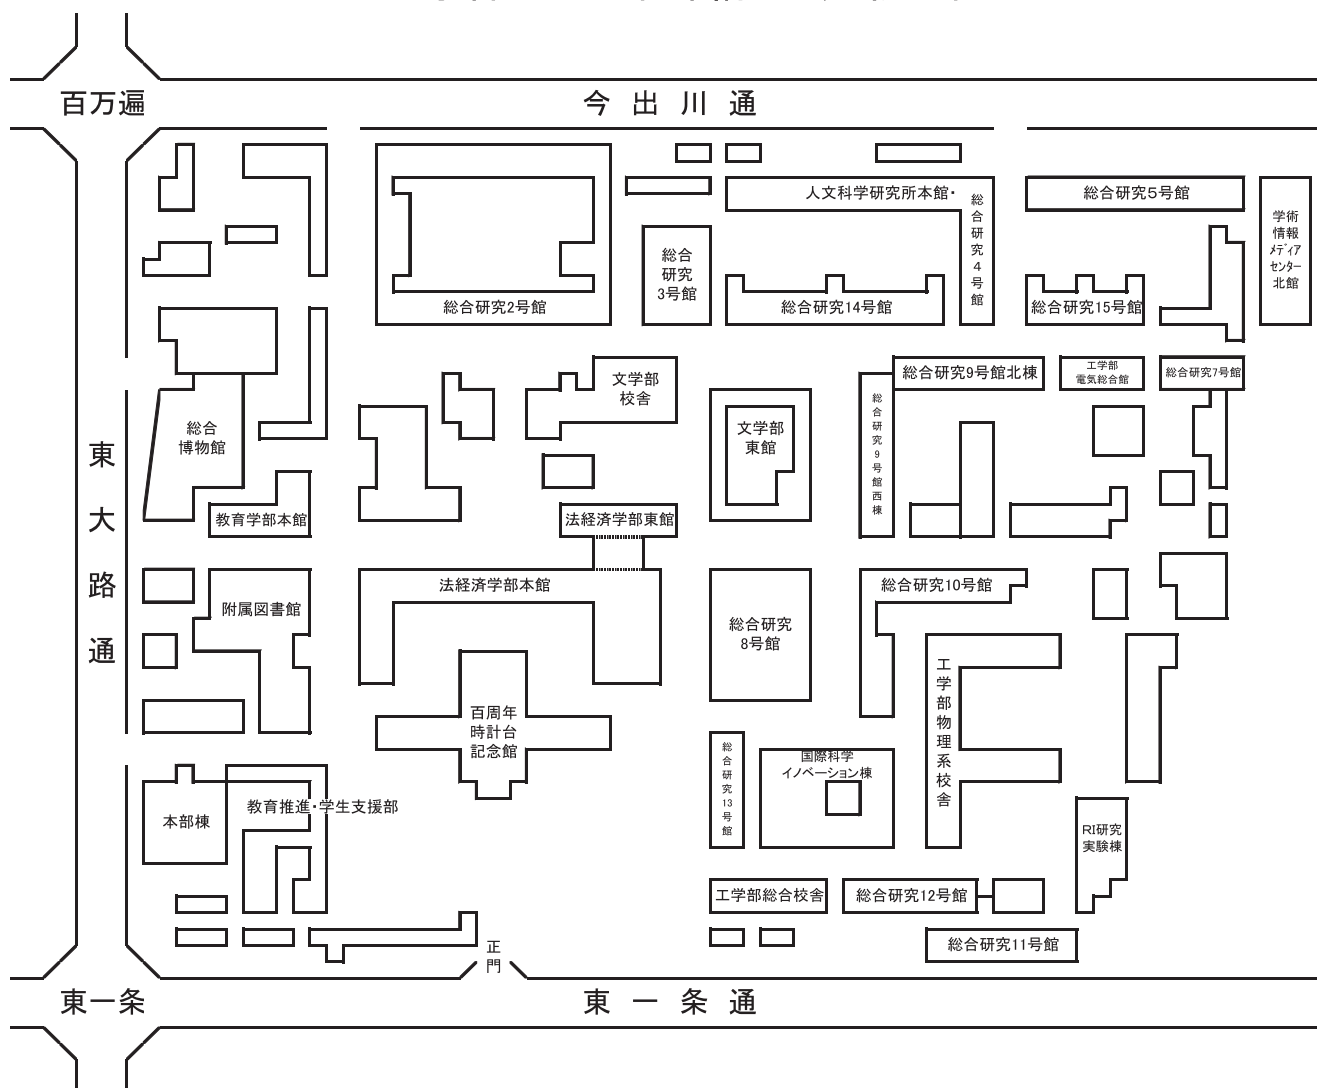 百万遍
今出川通
人文科学研究所本館・
総合研究4号館
総合研究5号館
学術
情報
メディア
センター
北館
総合
研究
3号館
総合研究2号館
総合研究14号館
総合研究15号館
文学部
校舎
総合研究9号館北棟
工学部
電気総合館
総合研究7号館
総合
博物館
文学部
東館
総合研究9号館西棟
東大路通
教育学部本館
法経済学部東館
法経済学部本館
総合研究10号館
附属図書館
総合研究
8号館
工学部物理系校舎
百周年
時計台
記念館
総合研究13号館
国際科学
イノベーション棟
教育推進・学生支援部
本部棟
RI研究
実験棟
工学部総合校舎
総合研究12号館
総合研究11号館
正門
東一条
東一条通